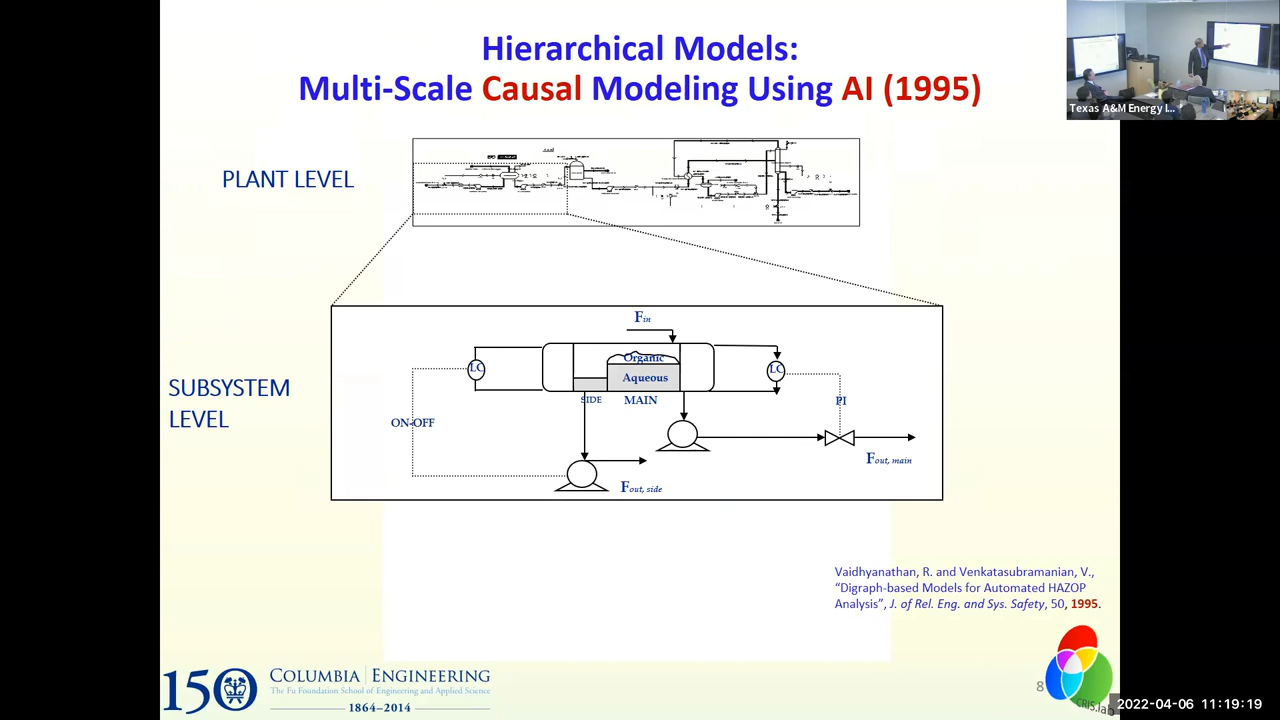 Hierarchical Models:
Multi-Scale Causal Modeling Using AI (1995)
Texas A&M Energy I...
PLANT LEVEL
SUBSYSTEM
LEVEL
Fin
LC
Organic
LC
Aqueous
SIDE
MAIN
PI
ON-OFF
Fout, main
Fout, side
Vaidhyanathan, R. and Venkatasubramanian, V.,
“Digraph-based Models for Automated HAZOP
Analysis”, J. of Rel. Eng. and Sys. Safety, 50, 1995.
150
COLUMBIA | ENGINEERING
The Fu Foundation School of Engineering and Applied Science
1864–2014
8
CRIS.lab
2022-04-06 11:19:19